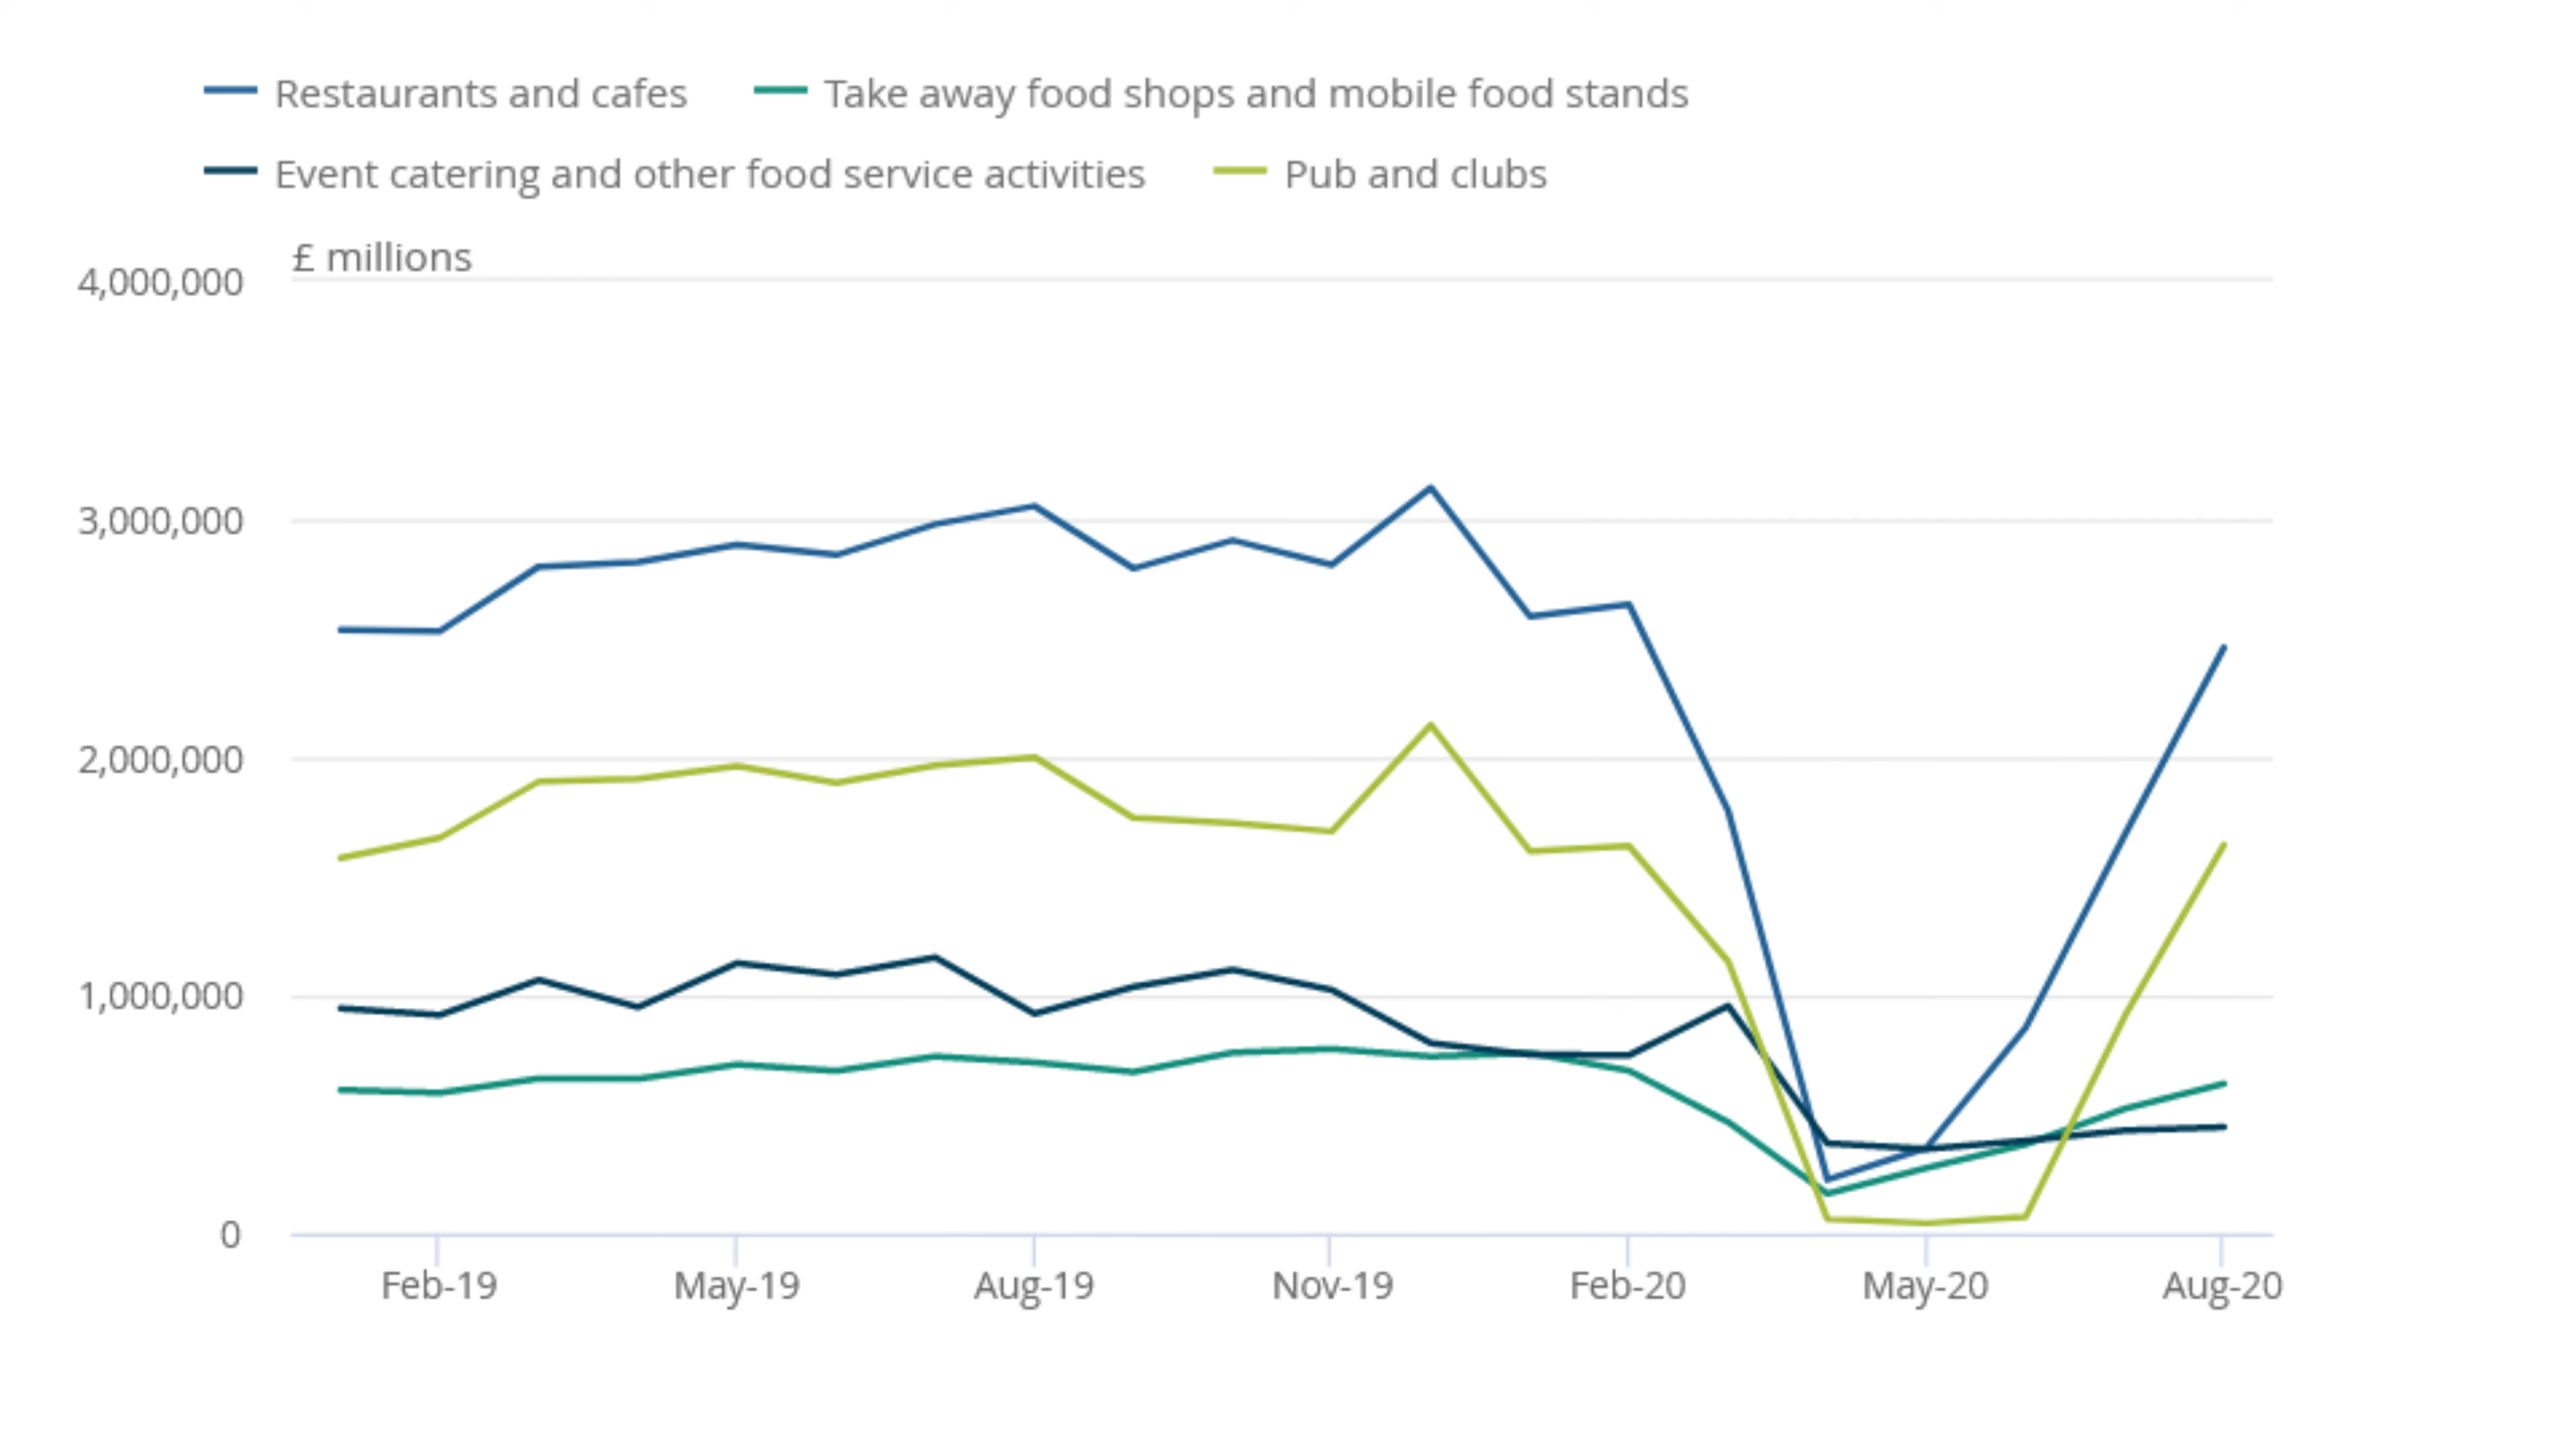 Restaurants and cafes Take away food shops and mobile food stands
Event catering and other food service activities Pub and clubs
£ millions
4,000,000
3,000,000
2,000,000
1,000,000
0
Feb-19 May-19 Aug-19 Nov-19 Feb-20 May-20 Aug-20